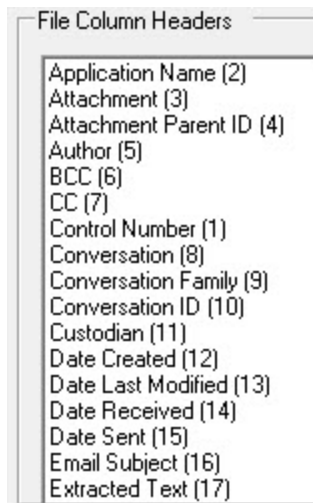 File Column Headers
Application Name (2)
Attachment (3)
Attachment Parent ID (4)
Author (5)
BCC (6)
CC (7)
Control Number (1)
Conversation (8)
Conversation Family (9)
Conversation ID (10)
Custodian (11)
Date Created (12)
Date Last Modified (13)
Date Received (14)
Date Sent (15)
Email Subject (16)
Extracted Text (17)